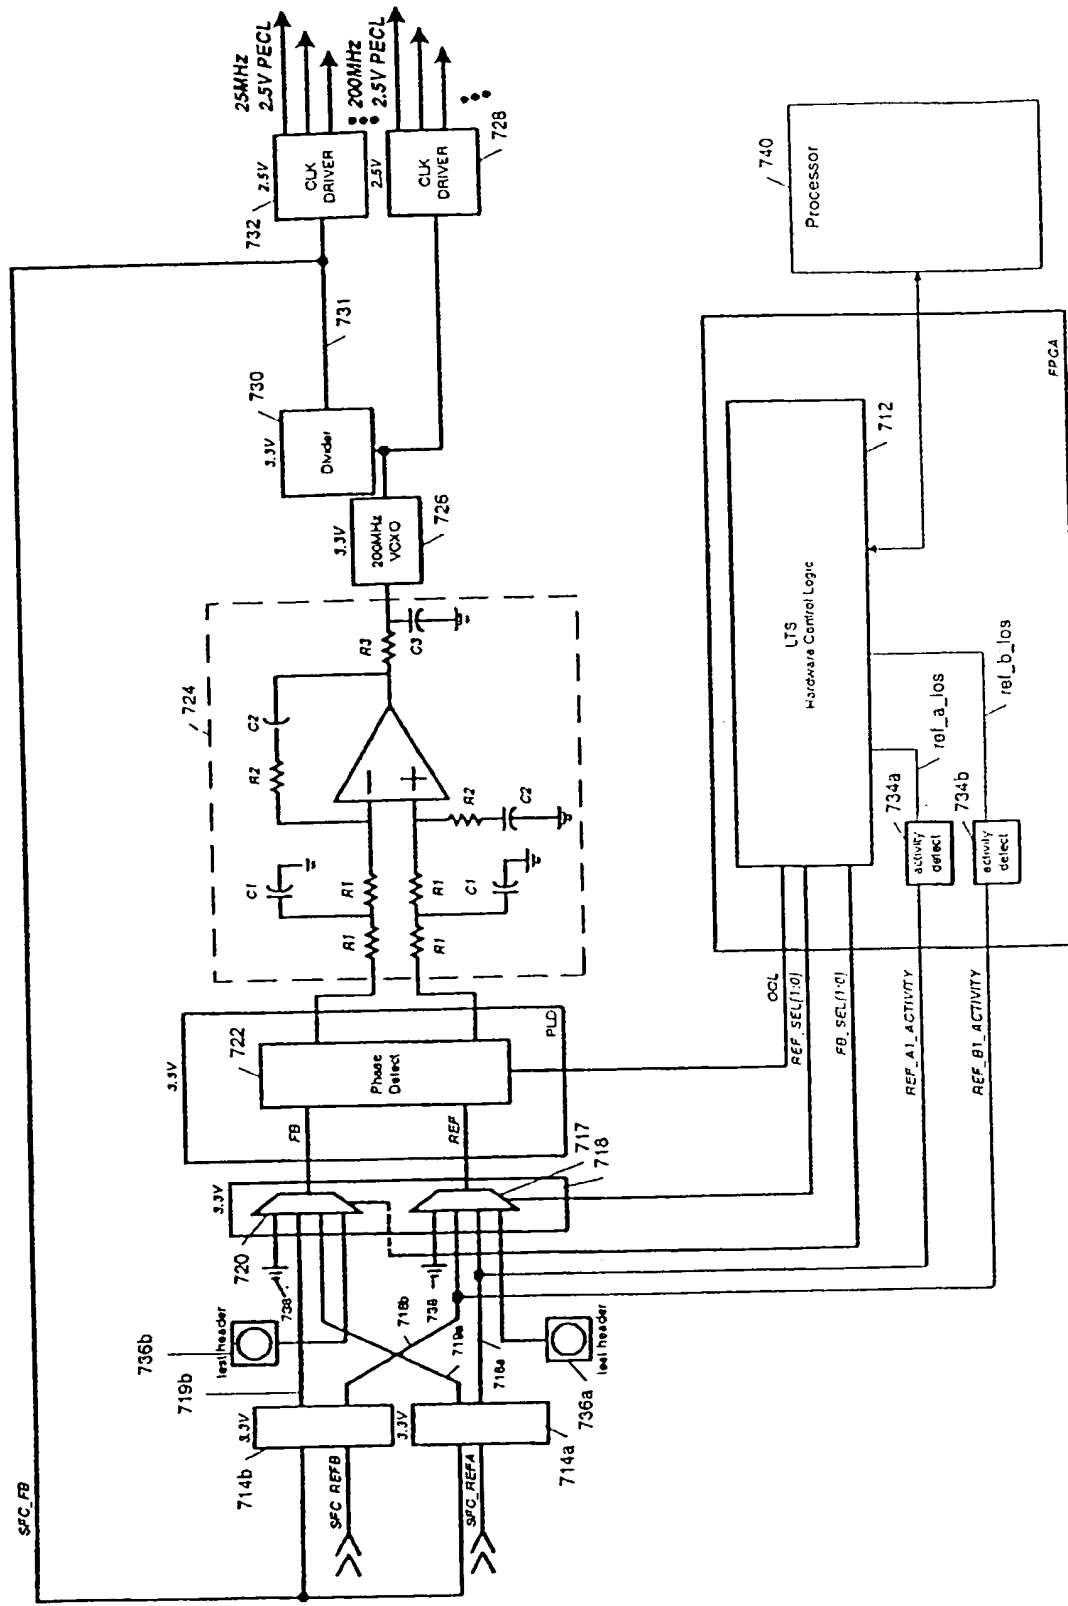 SFC_FB
25MHz
2.5V PECL
200MHz
2.5V PECL
732
2.5V
CLK
DRIVER
2.5V
CLK
DRIVER
728
731
730
3.3V
Divider
3.3V
200MHz
VCXO
726
724
R3
C3
C2
R2
R2
C2
C1
R1
R1
R1
R1
C1
722
3.3V
Phase
Detect
PLD
FB
REF
3.3V
717
718
720
738
738
736b
test header
719b
718b
719a
718a
test header
736a
3.3V
714b
3.3V
714a
SFC_REFB
SFC_REFA
740
Processor
FPGA
712
LTS
Hardware Control Logic
ref_a_los
ref_b_los
734a
activity
detect
734b
activity
detect
OCL
REF_SEL[1:0]
FB_SEL[1:0]
REF_A1_ACTIVITY
REF_B1_ACTIVITY